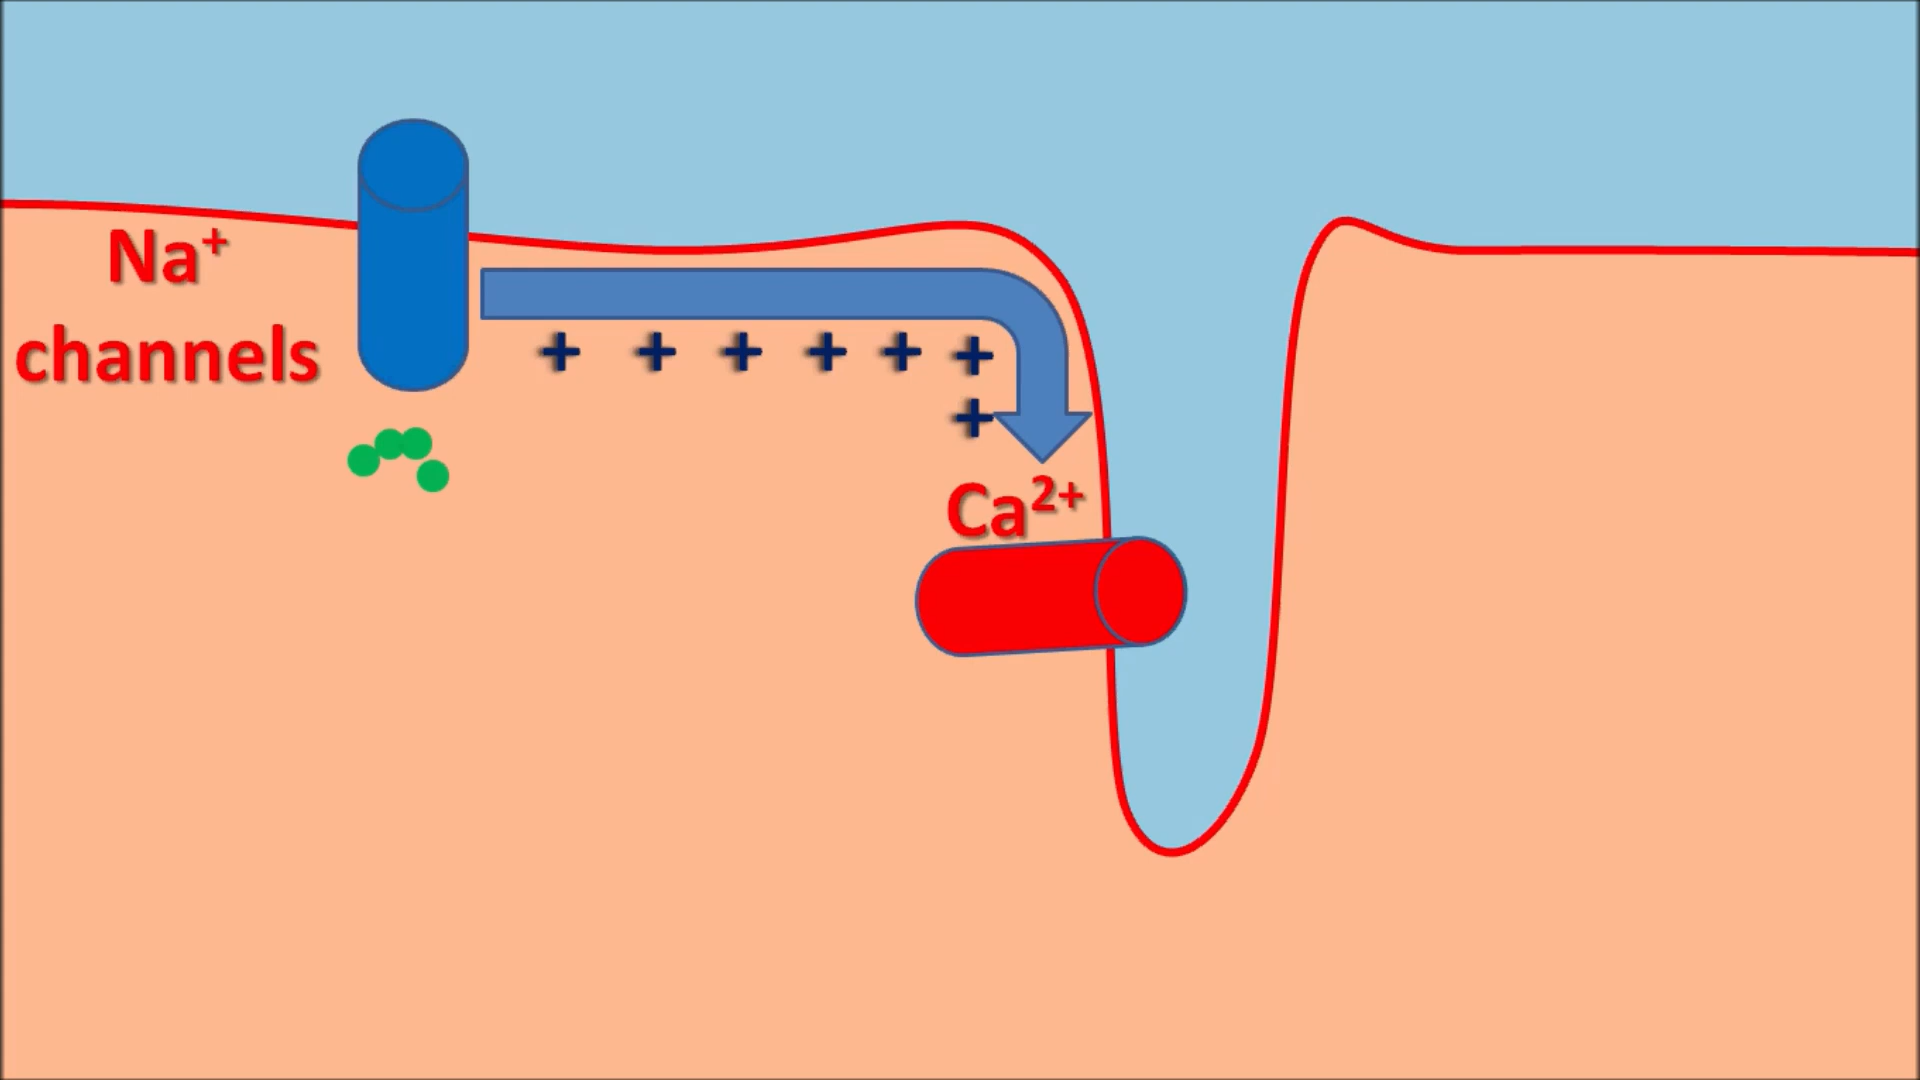 Na⁺
channels
+ + + + + +
+
Ca²⁺